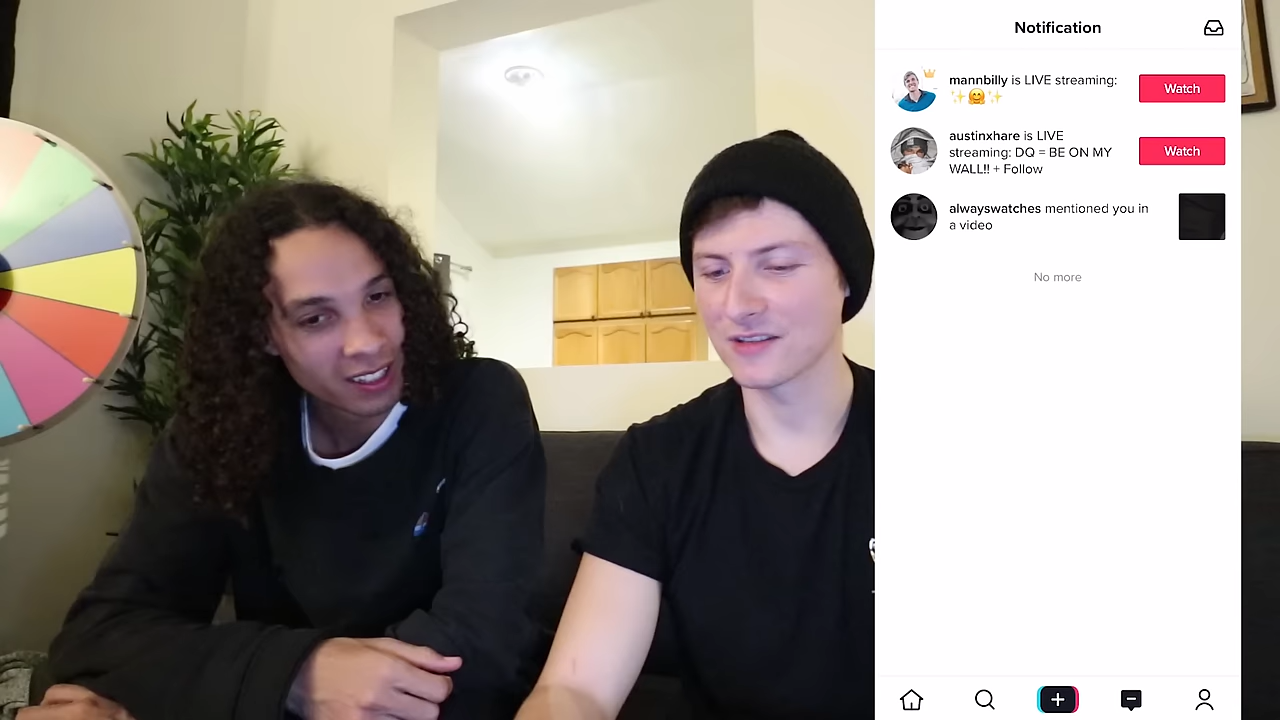 Notification
mannbilly is LIVE streaming:
✨🤗✨
Watch
austinxhare is LIVE
streaming: DQ = BE ON MY
WALL!! + Follow
Watch
alwayswatches mentioned you in
a video
No more